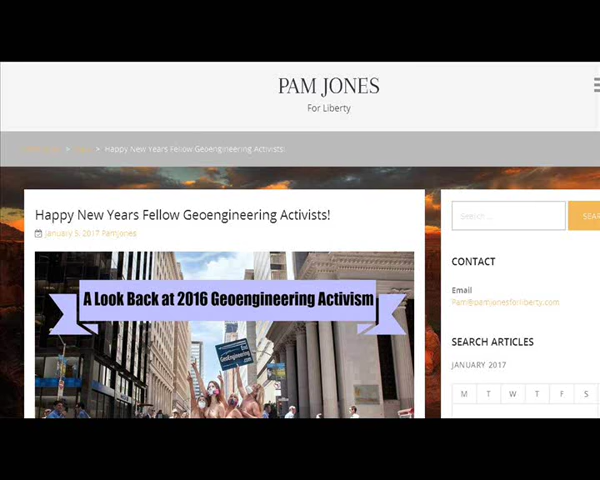 PAM JONES
For Liberty
> > Happy New Years Fellow Geoengineering Activists!
Happy New Years Fellow Geoengineering Activists!
January 5, 2017 PamJones
A Look Back at 2016 Geoengineering Activism
End
GeoEngineering.com
Search ...
SEAR
CONTACT
Email
Pam@pamjonesforliberty.com
SEARCH ARTICLES
JANUARY 2017
M T W T F S S